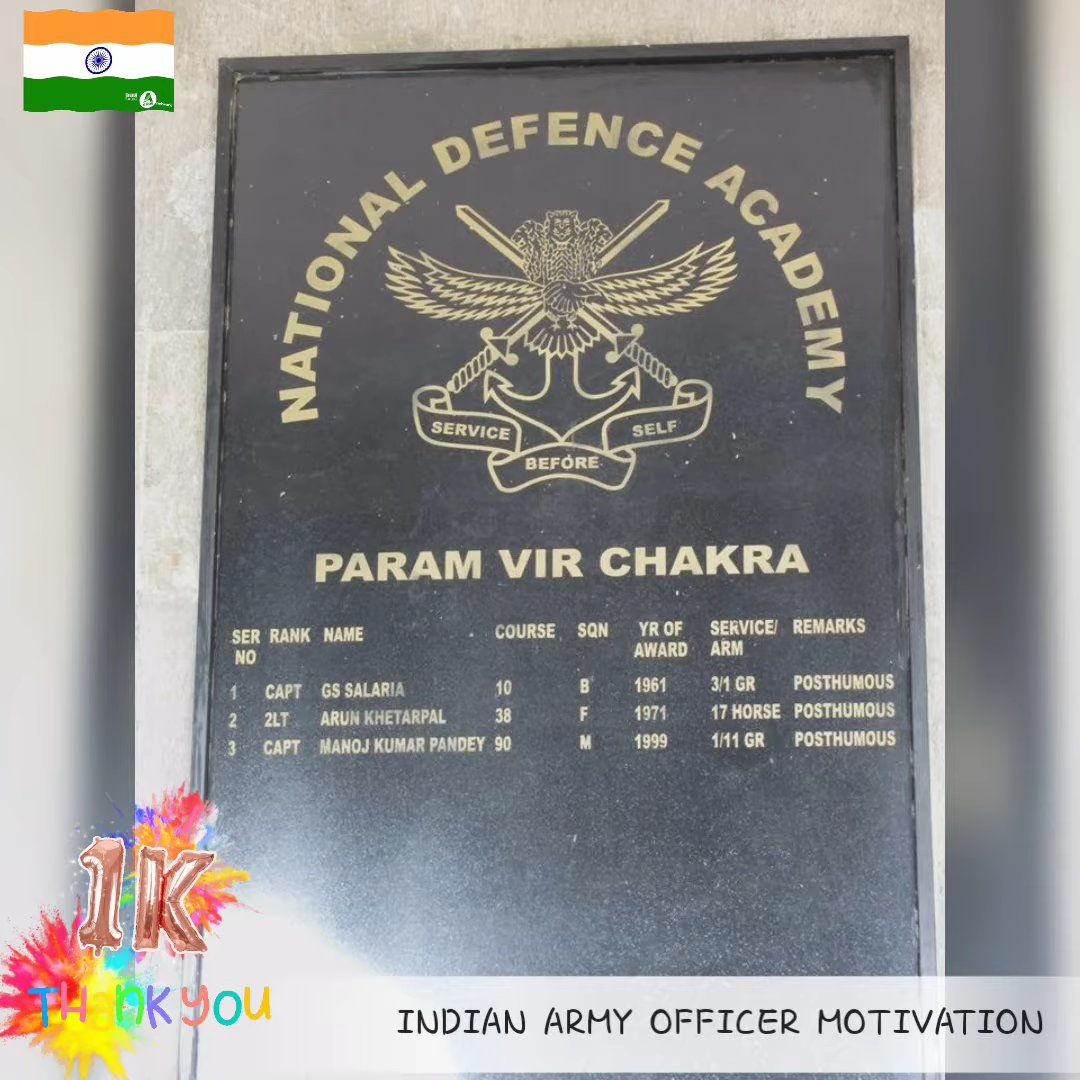 NATIONAL DEFENCE ACADEMY
SERVICE
BEFORE
SELF
PARAM VIR CHAKRA
SER NO RANK NAME COURSE SQN YR OF AWARD SERVICE/ ARM REMARKS
1 CAPT GS SALARIA 10 B 1961 3/1 GR POSTHUMOUS
2 2LT ARUN KHETARPAL 38 F 1971 17 HORSE POSTHUMOUS
3 CAPT MANOJ KUMAR PANDEY 90 M 1999 1/11 GR POSTHUMOUS
1K
THANK YOU
INDIAN ARMY OFFICER MOTIVATION